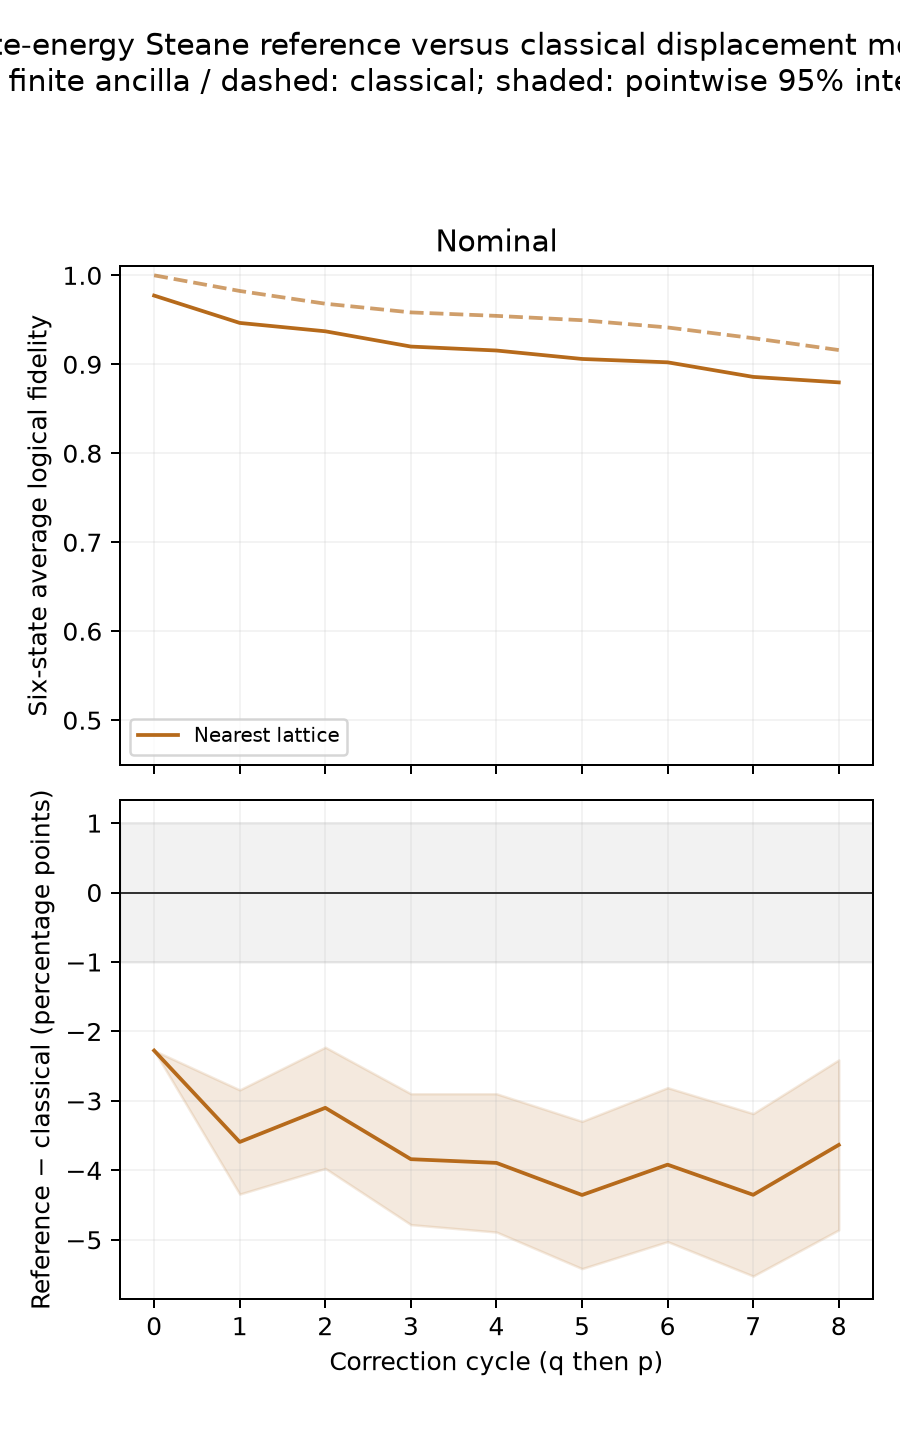 te-energy Steane reference versus classical displacement mo
finite ancilla / dashed: classical; shaded: pointwise 95% inte
Nominal
Six-state average logical fidelity
1.0
0.9
0.8
0.7
0.6
0.5
Nearest lattice
Reference − classical (percentage points)
1
0
−1
−2
−3
−4
−5
0 1 2 3 4 5 6 7 8
Correction cycle (q then p)